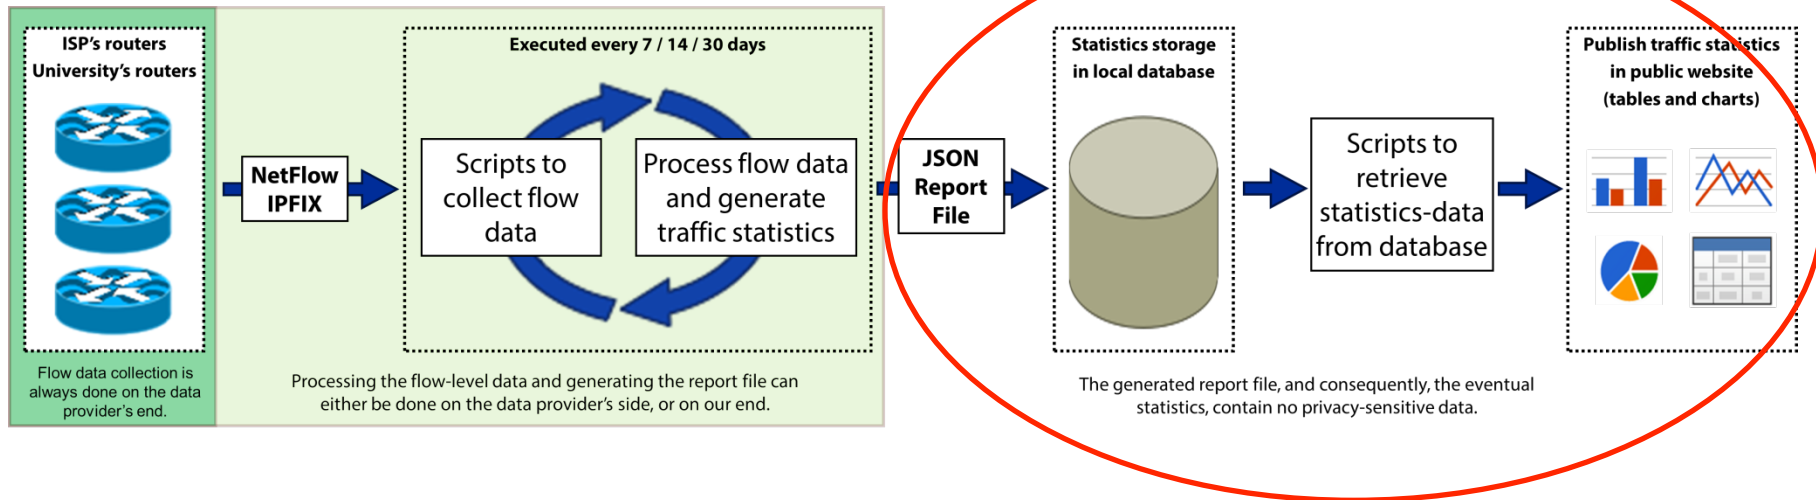 ISP's routers
University's routers
Flow data collection is
always done on the data
provider's end.
NetFlow
IPFIX
Executed every 7 / 14 / 30 days
Scripts to
collect flow
data
Process flow data
and generate
traffic statistics
Processing the flow-level data and generating the report file can
either be done on the data provider's side, or on our end.
JSON
Report
File
Statistics storage
in local database
Scripts to
retrieve
statistics-data
from database
Publish traffic statistics
in public website
(tables and charts)
The generated report file, and consequently, the eventual
statistics, contain no privacy-sensitive data.